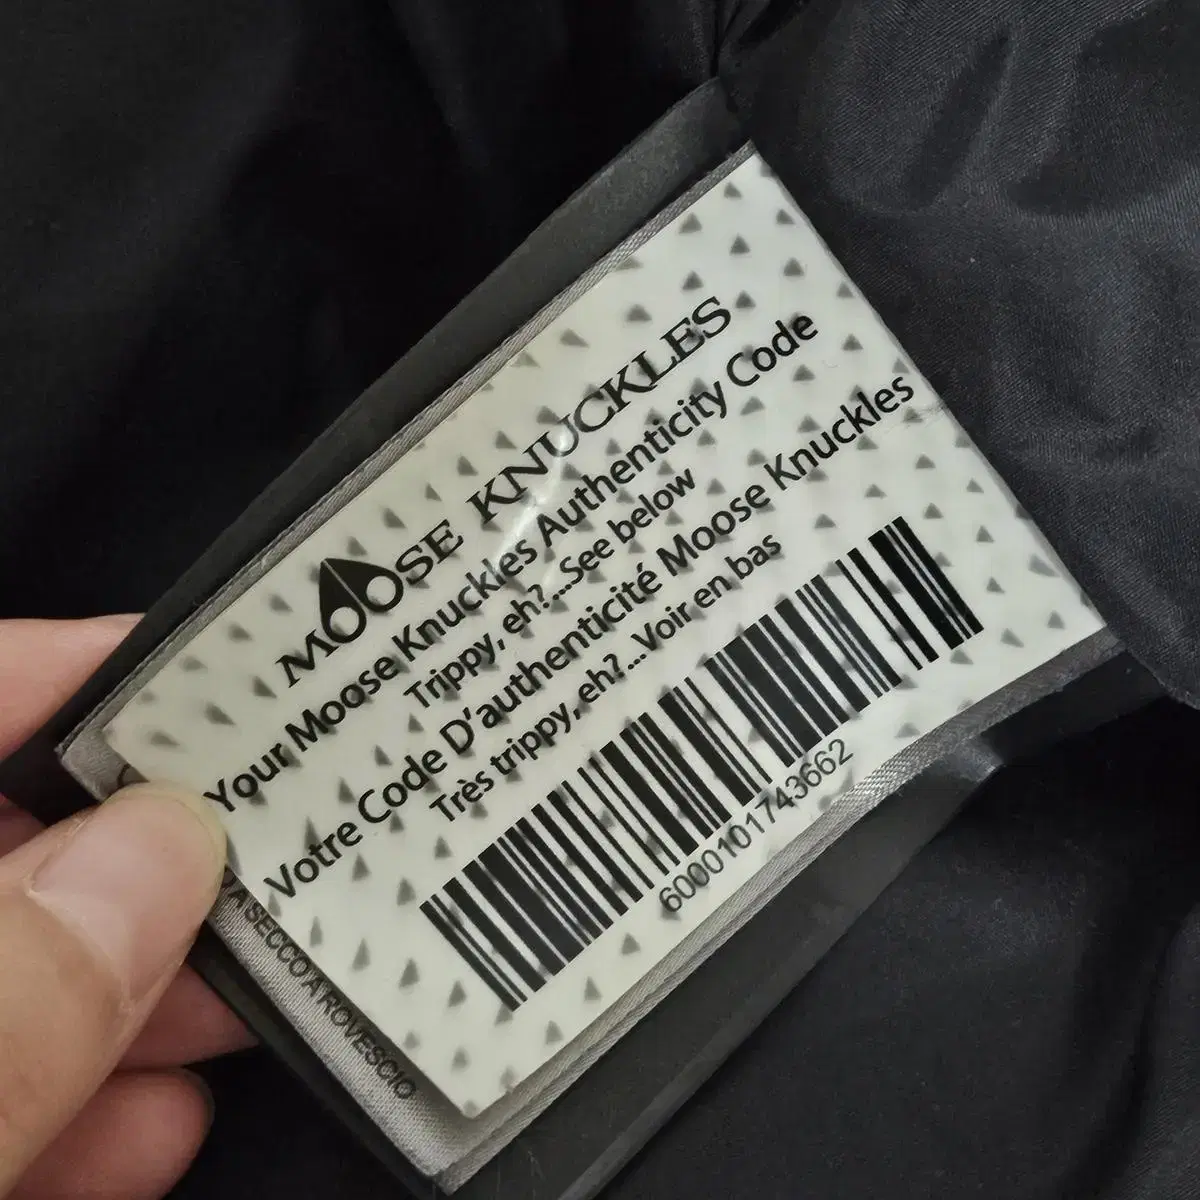 MOOSE KNUCKLES
Your Moose Knuckles Authenticity Code
Trippy, eh?...See below
Votre Code D'authenticité Moose Knuckles
Très trippy, eh?...Voir en bas
6000101743662
A SECCO A ROVESCIO